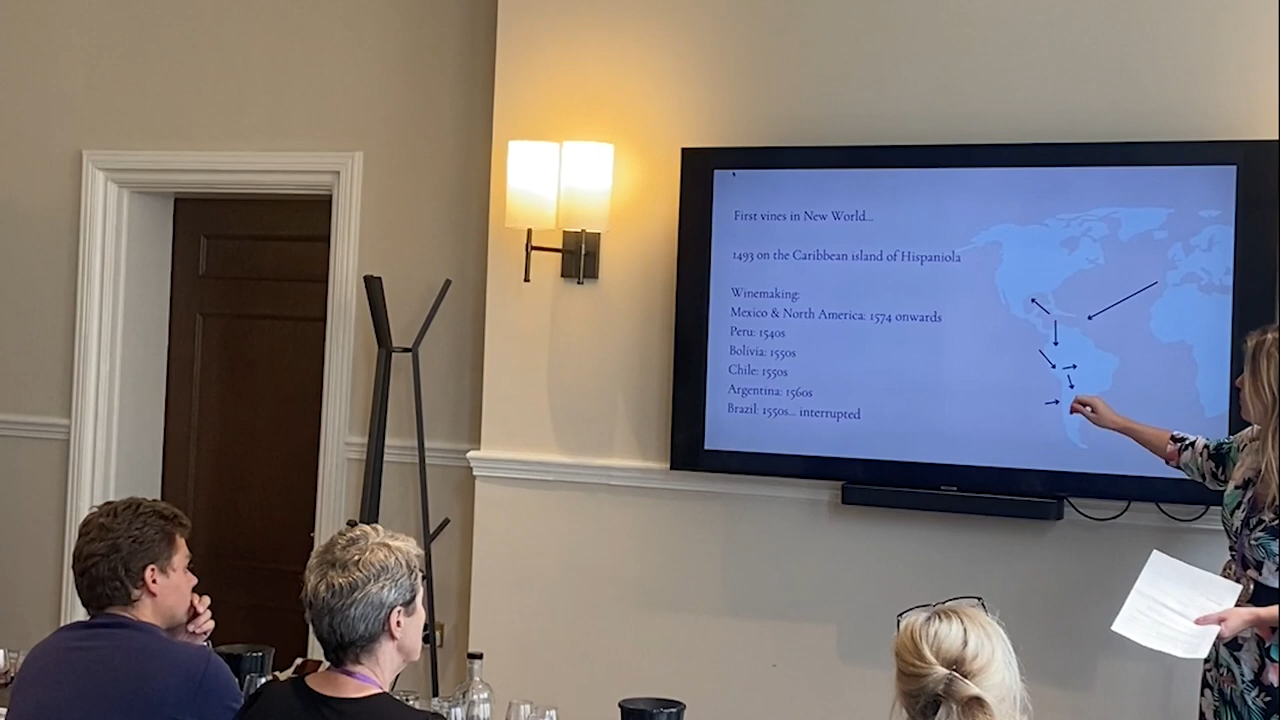 First vines in New World...
1493 on the Caribbean island of Hispaniola
Winemaking:
Mexico & North America: 1574 onwards
Peru: 1540s
Bolivia: 1550s
Chile: 1550s
Argentina: 1560s
Brazil: 1550s... interrupted